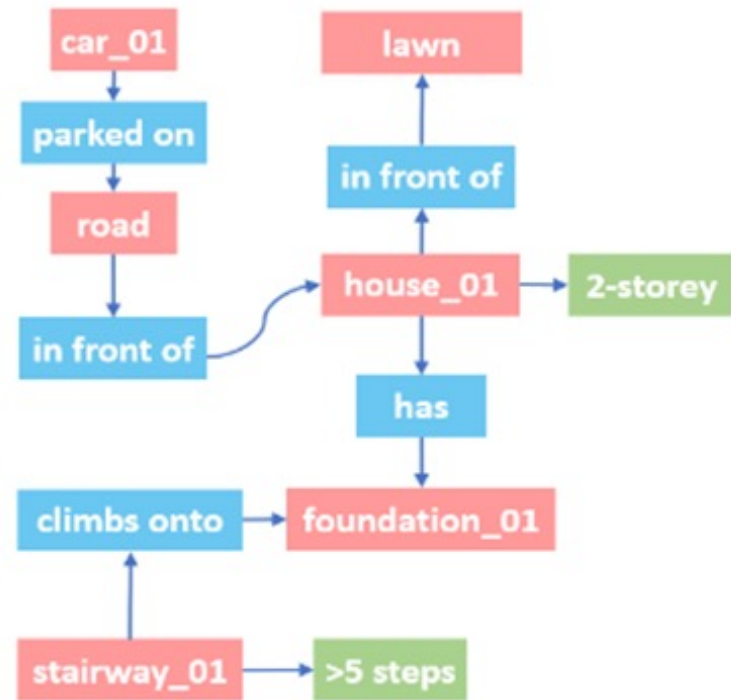 car_01
lawn
parked on
in front of
road
house_01
2-storey
in front of
has
climbs onto
foundation_01
stairway_01
>5 steps